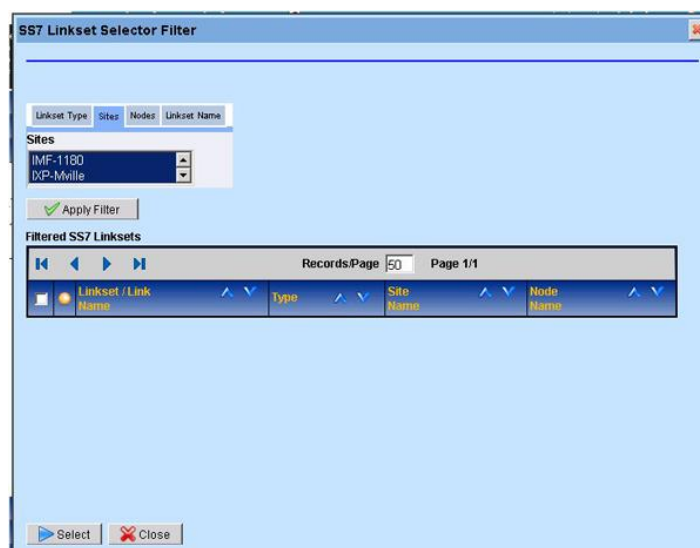 SS7 Linkset Selector Filter
Linkset Type Sites Nodes Linkset Name
Sites
IMF-1180
IXP-Mville
Apply Filter
Filtered SS7 Linksets
Records/Page 50 Page 1/1
Linkset / Link Name Type Site Name Node Name
Select Close